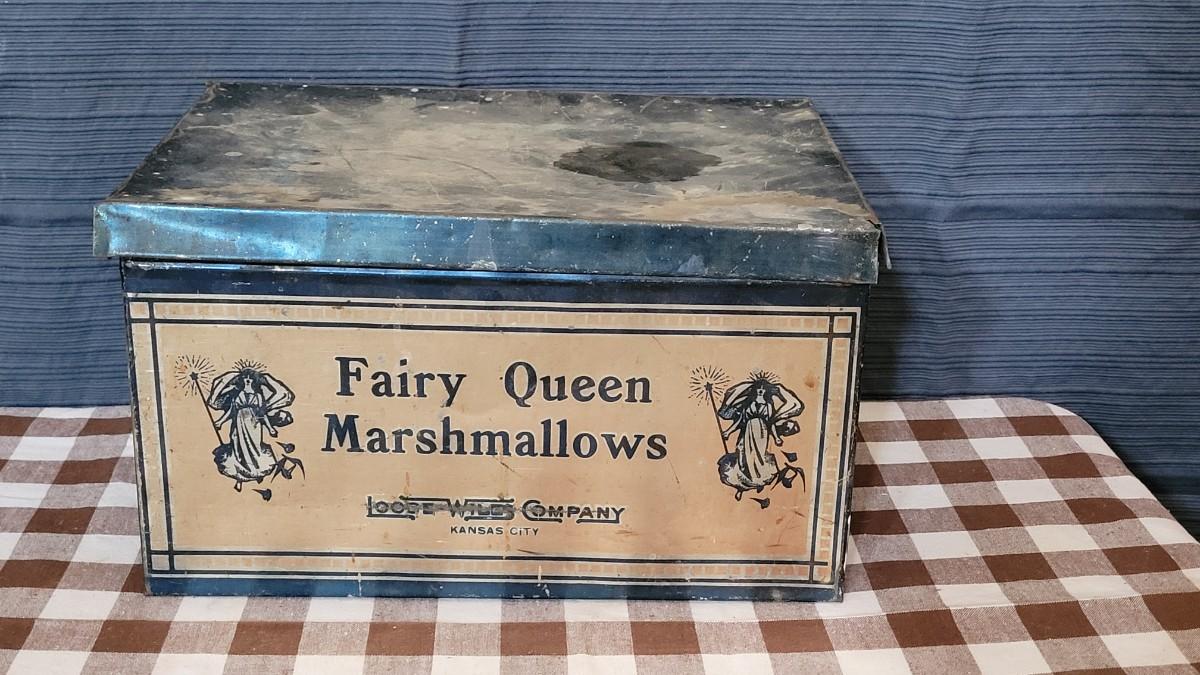 Fairy Queen
Marshmallows
Loose-Wiles Company
KANSAS CITY